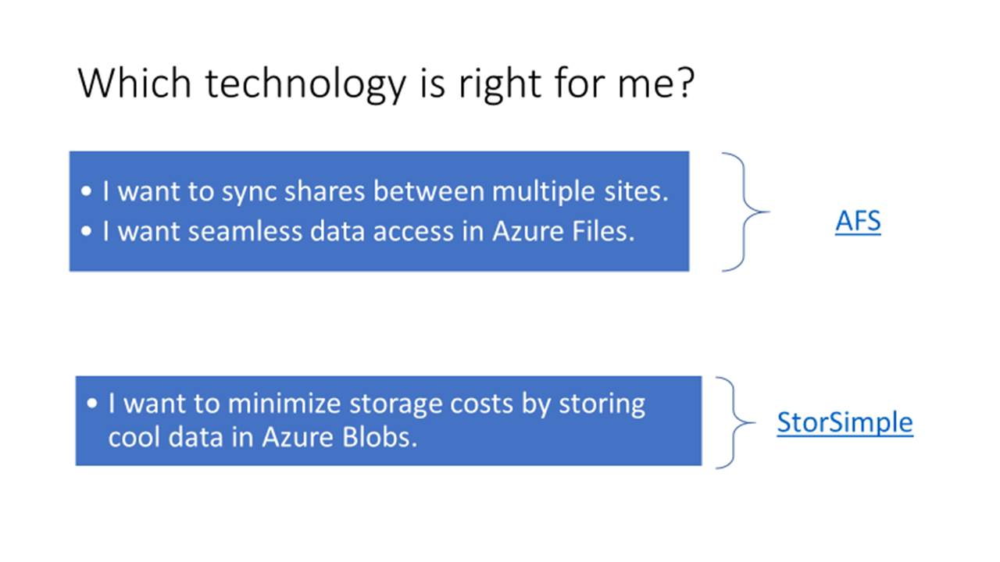 Which technology is right for me?
• I want to sync shares between multiple sites.
• I want seamless data access in Azure Files.
AFS
• I want to minimize storage costs by storing
cool data in Azure Blobs.
StorSimple